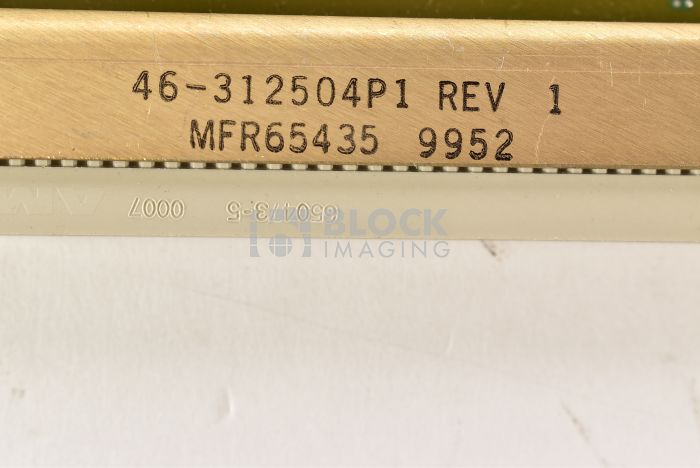 46-312504P1 REV 1
MFR65435 9952
0007 650473-5
BLOCK
IMAGING